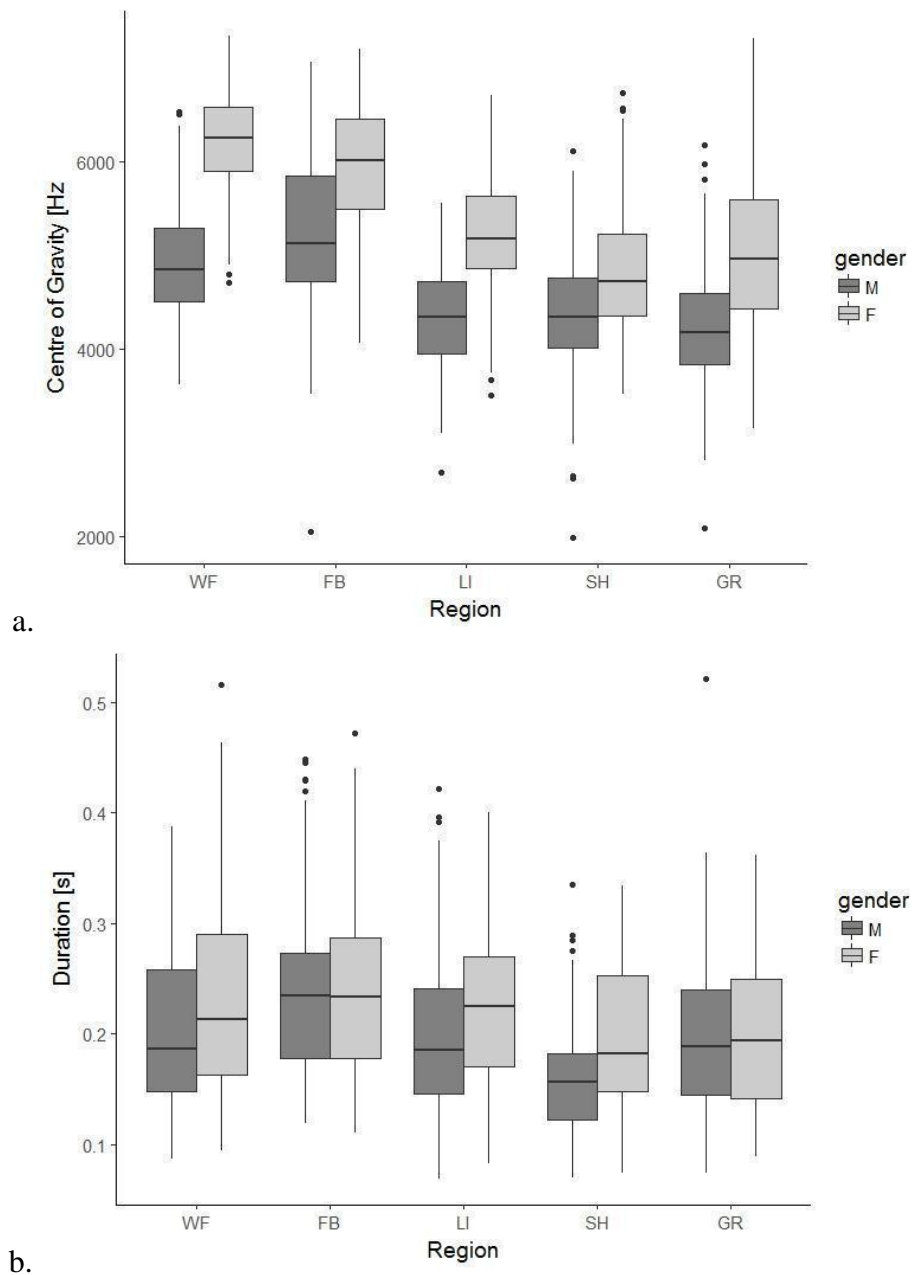 6000
4000
2000
Centre of Gravity [Hz
WF FB LI SH GR
Region
gender
M
F
a.
0.5
0.4
0.3
0.2
0.1
Duration [s]
WF FB LI SH GR
Region
gender
M
F
b.